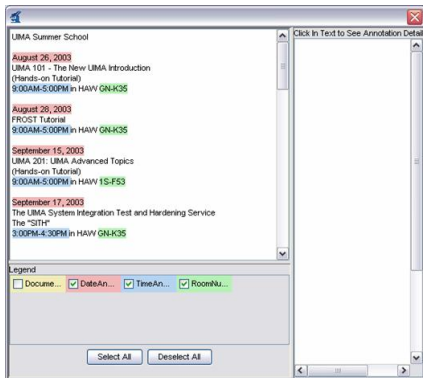 Click In Text to See Annotation Detail
UIMA Summer School
August 26, 2003
UIMA 101 - The New UIMA Introduction
(Hands-on Tutorial)
9:00AM-5:00PM in HAW GN-K35
August 28, 2003
FROST Tutorial
9:00AM-5:00PM in HAW GN-K35
September 15, 2003
UIMA 201: UIMA Advanced Topics
(Hands-on Tutorial)
9:00AM-5:00PM in HAW 1S-F53
September 17, 2003
The UIMA System Integration Test and Hardening Service
The "SITH"
3:00PM-4:30PM in HAW GN-K35
Legend
Docume... DateAn... TimeAn... RoomNu...
Select All Deselect All